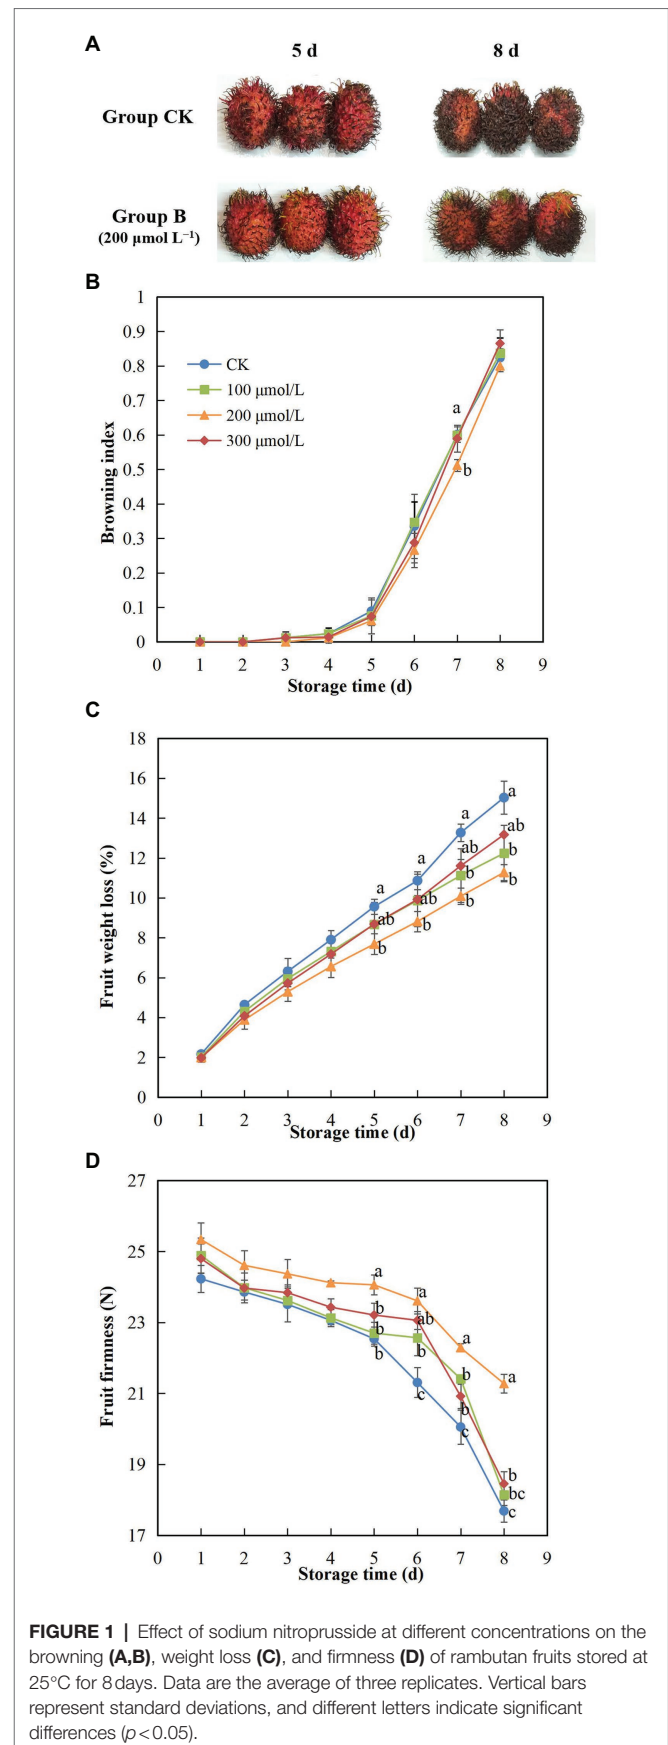 A
5 d 8 d
Group CK
Group B
(200 μmol L⁻¹)
B
1
0.9
0.8
0.7
0.6
0.5
0.4
0.3
0.2
0.1
0
Browning index
CK
100 μmol/L
200 μmol/L
300 μmol/L
a
b
0 1 2 3 4 5 6 7 8 9
Storage time (d)
C
18
16
14
12
10
8
6
4
2
0
Fruit weight loss (%)
a a a a
ab ab ab ab
b b
b b b b
0 1 2 3 4 5 6 7 8 9
Storage time (d)
D
27
25
23
21
19
17
Fruit firmness (N)
a a a a
b ab b b
b b b bc
b c c c
0 1 2 3 4 5 6 7 8 9
Storage time (d)
FIGURE 1 | Effect of sodium nitroprusside at different concentrations on the
browning (A,B), weight loss (C), and firmness (D) of rambutan fruits stored at
25°C for 8 days. Data are the average of three replicates. Vertical bars
represent standard deviations, and different letters indicate significant
differences (p < 0.05).